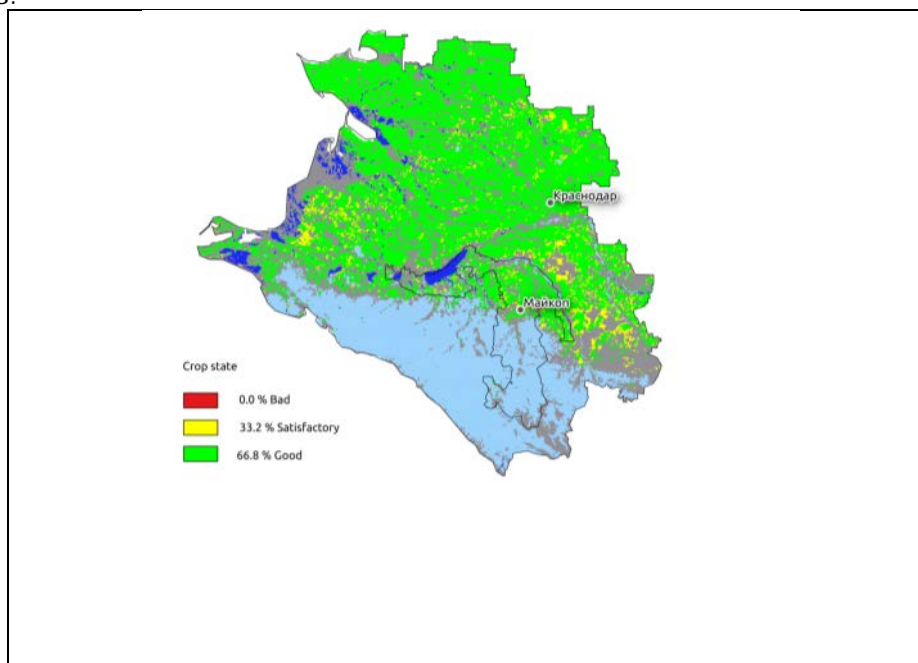 Краснодар
Майкоп
Crop state
0.0 % Bad
33.2 % Satisfactory
66.8 % Good